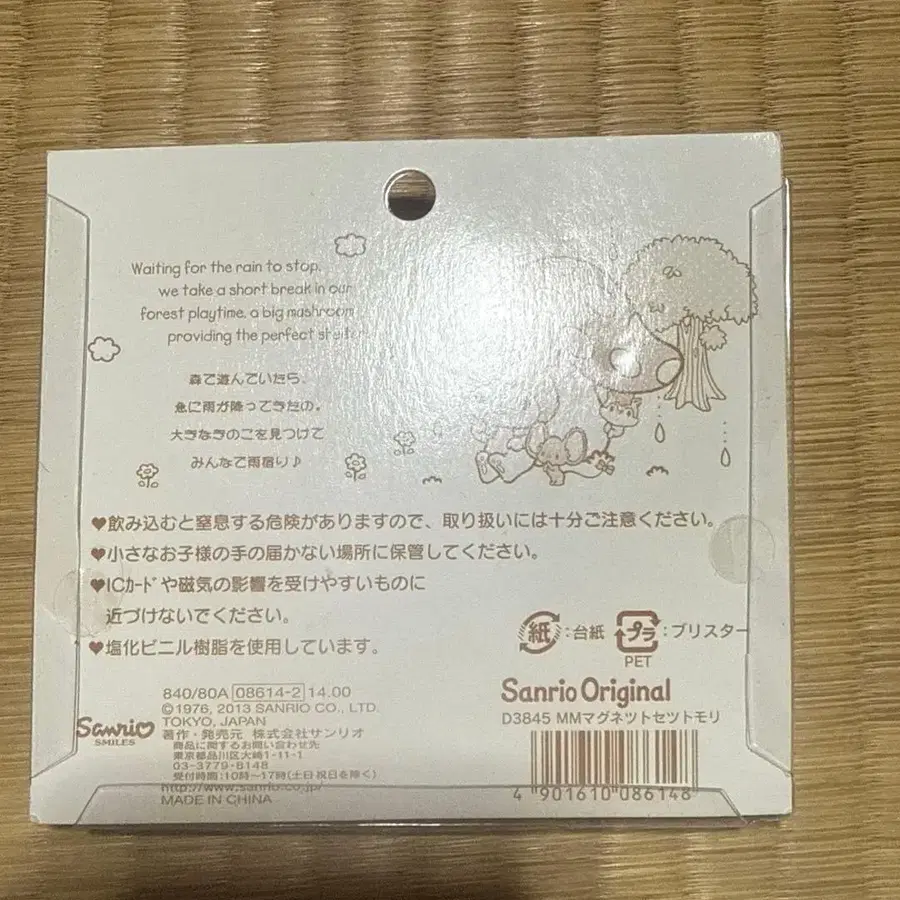 Waiting for the rain to stop,
we take a short break in our
forest playtime, a big mushroom
providing the perfect shelter.
森で遊んでいたら、
急に雨が降ってきたの。
大きなきのこを見つけて
みんなで雨宿り♪
♥飲み込むと窒息する危険がありますので、取り扱いには十分ご注意ください。
♥小さなお子様の手の届かない場所に保管してください。
♥ICｶｰﾄﾞや磁気の影響を受けやすいものに
近づけないでください。
♥塩化ビニル樹脂を使用しています。
紙:台紙 プラ:ブリスター
PET
840/80A 08614-2 14.00
©1976, 2013 SANRIO CO., LTD.
TOKYO, JAPAN
著作・発売元 株式会社サンリオ
商品に関するお問い合わせ先
東京都品川区大崎1-11-1
03-3779-8148
受付時間:10時〜17時(土日祝日を除く)
http://www.sanrio.co.jp/
MADE IN CHINA
Sanrio
SMILES
Sanrio Original
D3845 MMマグネットセツトモリ
4 901610 086148